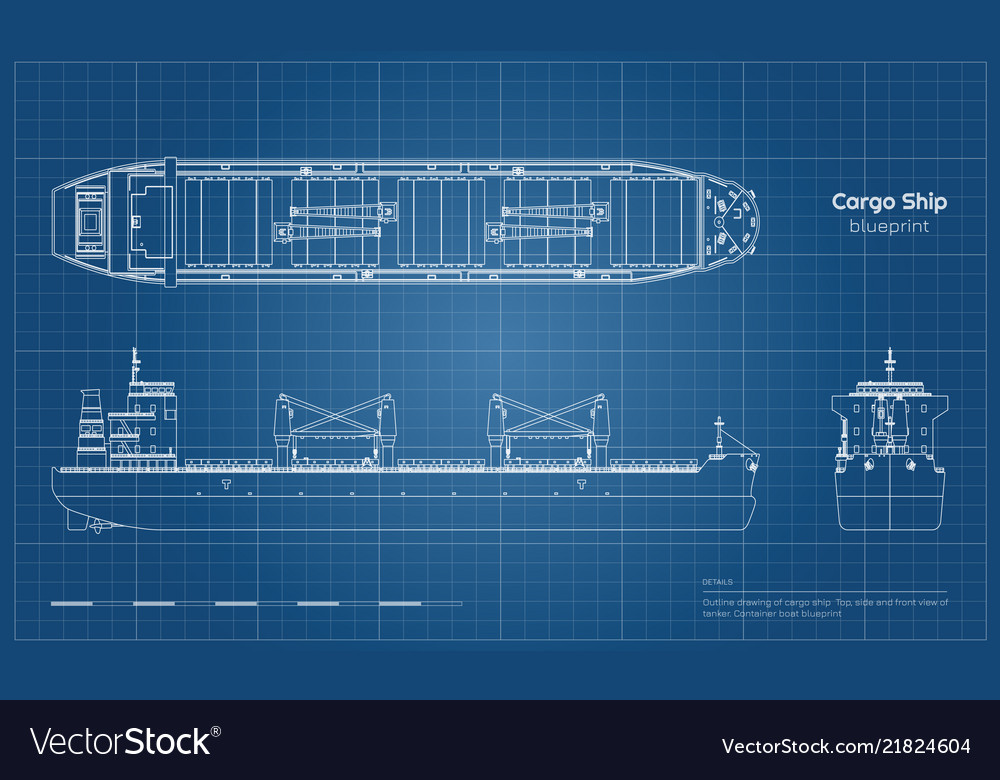 Cargo Ship
blueprint
DETAILS
Outline drawing of cargo ship Top, side and front view of
tanker. Container boat blueprint
VectorStock®
VectorStock.com/21824604